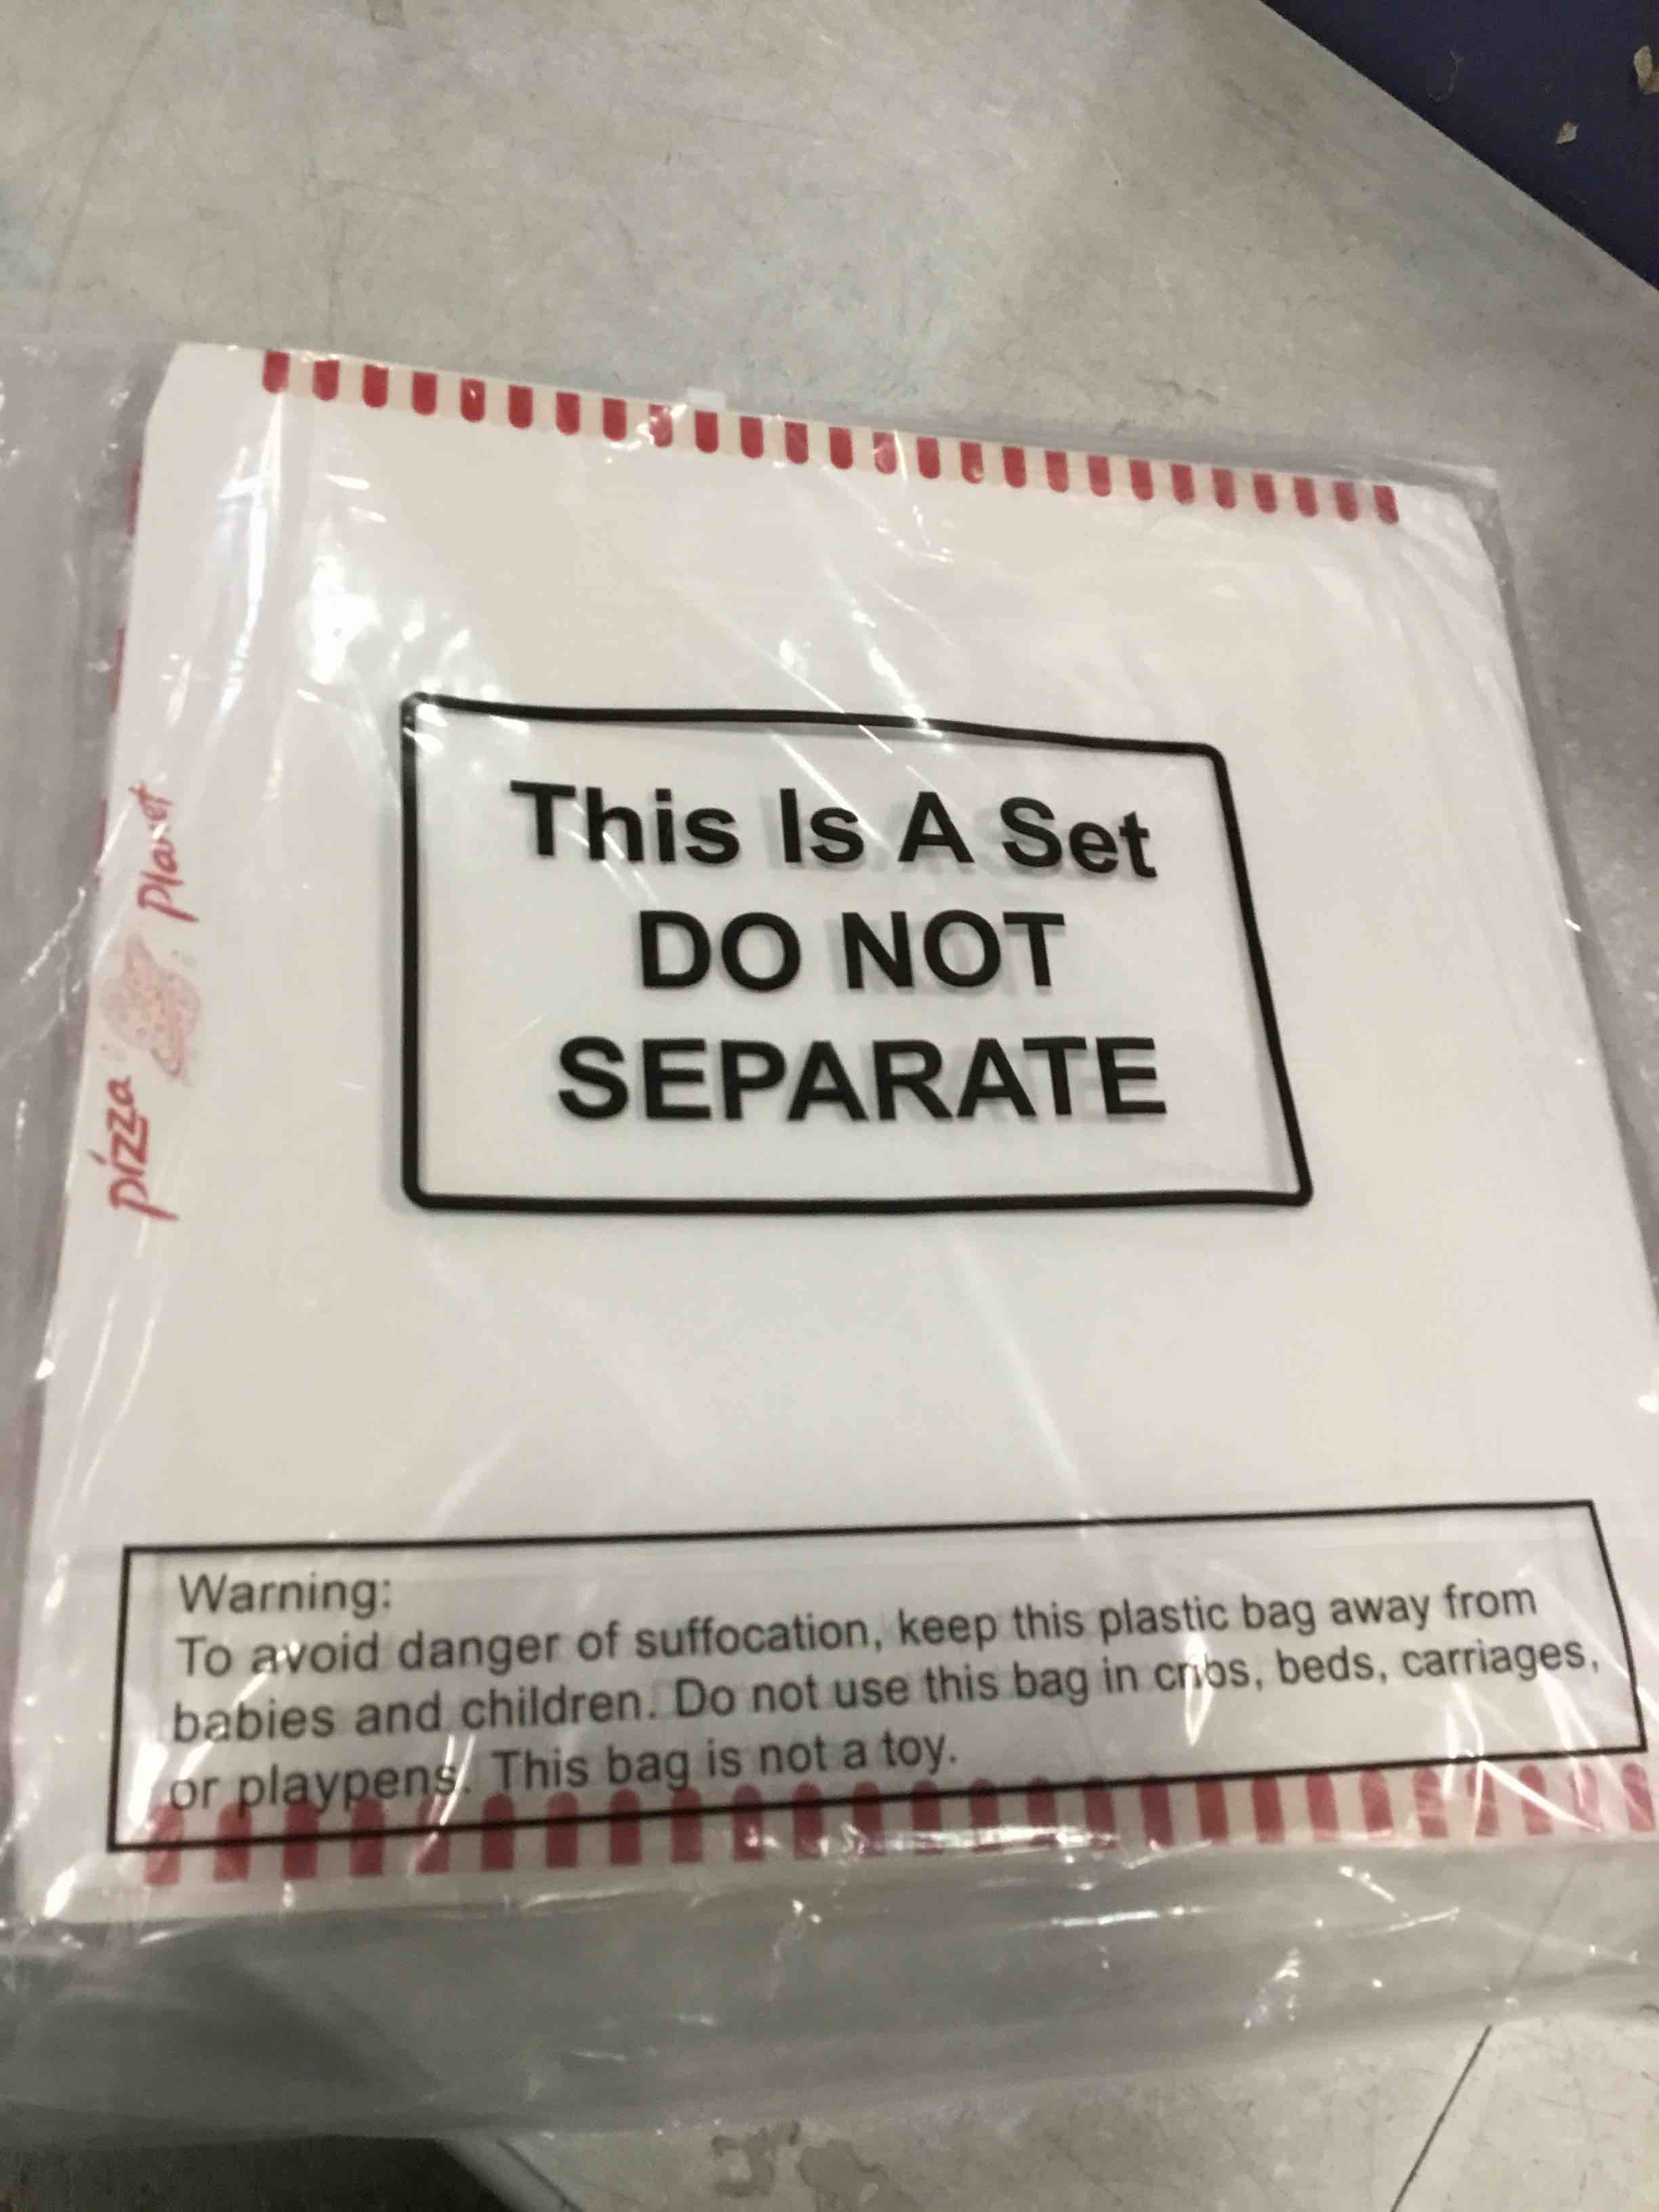 This Is A Set
DO NOT
SEPARATE
pizza planet
Warning:
To avoid danger of suffocation, keep this plastic bag away from
babies and children. Do not use this bag in cribs, beds, carriages,
or playpens. This bag is not a toy.